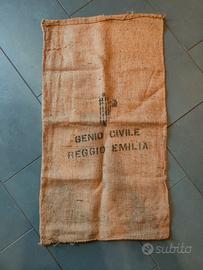 GENIO CIVILE
REGGIO EMILIA
subito